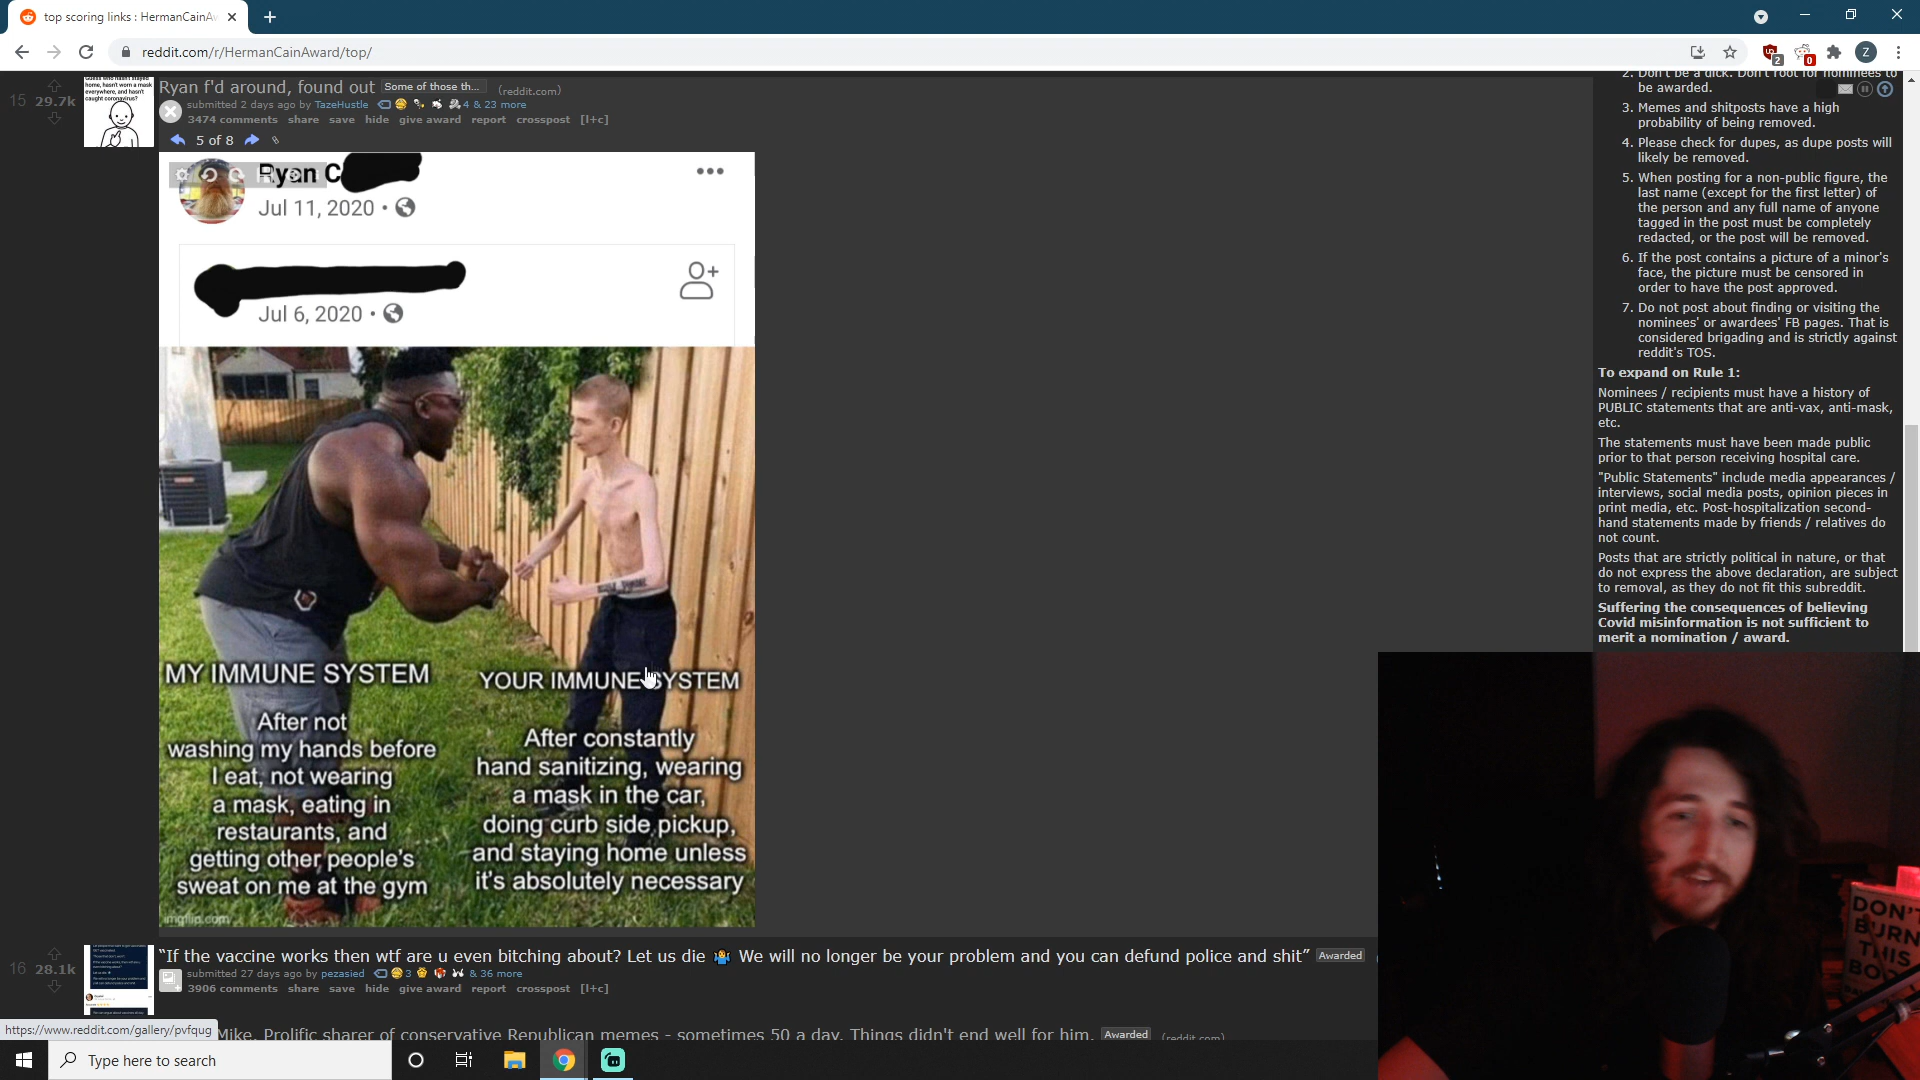 top scoring links : HermanCainAw
reddit.com/r/HermanCainAward/top/
2
0
Z
15
29.7k
home, hasn't worn a mask
everywhere, and hasn't
caught coronavirus?
Ryan f'd around, found out Some of those th... (reddit.com)
submitted 2 days ago by TazeHustle 4 & 23 more
3474 comments share save hide give award report crosspost [l+c]
5 of 8
Ryan C
Jul 11, 2020 •
Jul 6, 2020 •
MY IMMUNE SYSTEM
After not
washing my hands before
I eat, not wearing
a mask, eating in
restaurants, and
getting other people's
sweat on me at the gym
imgflip.com
YOUR IMMUNE SYSTEM
After constantly
hand sanitizing, wearing
a mask in the car,
doing curb side pickup,
and staying home unless
it's absolutely necessary
16
28.1k
“If the vaccine works then wtf are u even bitching about? Let us die 🤷 We will no longer be your problem and you can defund police and shit” Awarded
submitted 27 days ago by pezasied 3 & 36 more
3906 comments share save hide give award report crosspost [l+c]
Mike. Prolific sharer of conservative Republican memes - sometimes 50 a day. Things didn't end well for him. Awarded (reddit.com)
https://www.reddit.com/gallery/pvfqug
2. Don't be a dick. Don't root for nominees to
be awarded.
3. Memes and shitposts have a high
probability of being removed.
4. Please check for dupes, as dupe posts will
likely be removed.
5. When posting for a non-public figure, the
last name (except for the first letter) of
the person and any full name of anyone
tagged in the post must be completely
redacted, or the post will be removed.
6. If the post contains a picture of a minor's
face, the picture must be censored in
order to have the post approved.
7. Do not post about finding or visiting the
nominees' or awardees' FB pages. That is
considered brigading and is strictly against
reddit's TOS.
To expand on Rule 1:
Nominees / recipients must have a history of
PUBLIC statements that are anti-vax, anti-mask,
etc.
The statements must have been made public
prior to that person receiving hospital care.
"Public Statements" include media appearances /
interviews, social media posts, opinion pieces in
print media, etc. Post-hospitalization second-
hand statements made by friends / relatives do
not count.
Posts that are strictly political in nature, or that
do not express the above declaration, are subject
to removal, as they do not fit this subreddit.
Suffering the consequences of believing
Covid misinformation is not sufficient to
merit a nomination / award.
DON'T
BURN
THIS
BOOK
Type here to search